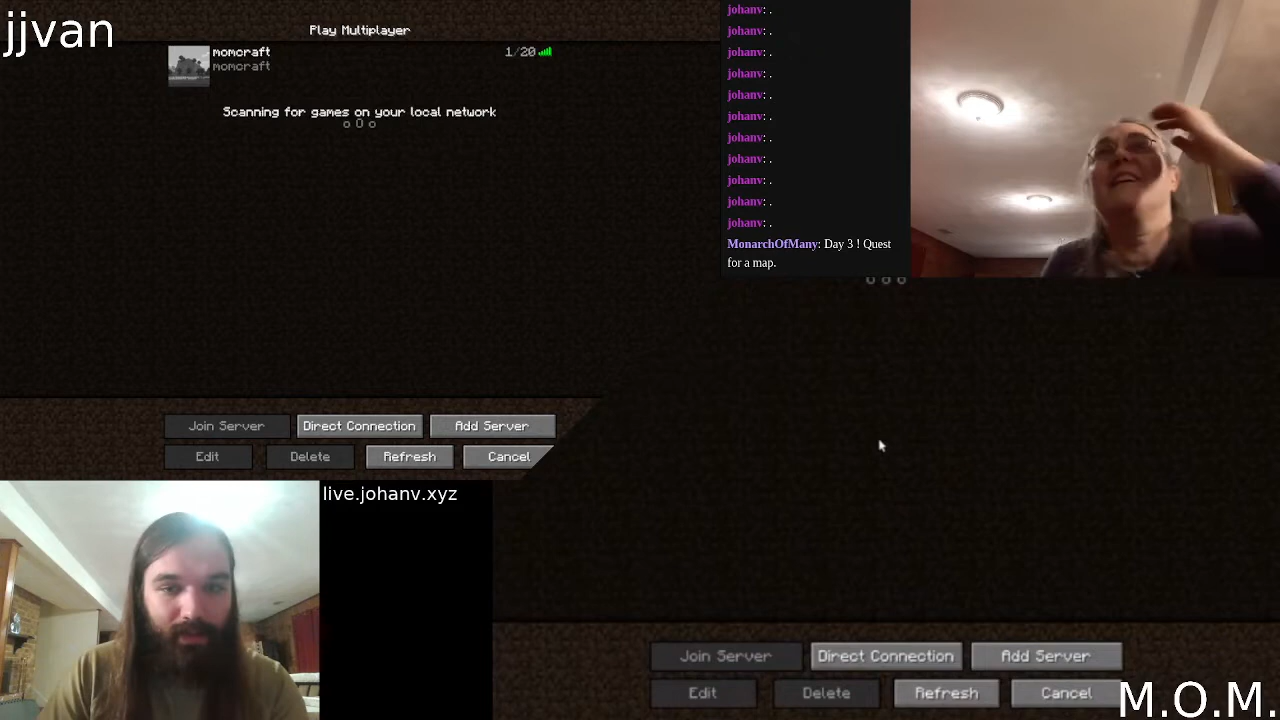 jjvan
Play Multiplayer
momcraft
momcraft
1/20
Scanning for games on your local network
o O o
Join Server
Direct Connection
Add Server
Edit
Delete
Refresh
Cancel
johanv: .
johanv: .
johanv: .
johanv: .
johanv: .
johanv: .
johanv: .
johanv: .
johanv: .
johanv: .
johanv: .
MonarchOfMany: Day 3 ! Quest
for a map.
live.johanv.xyz
Join Server
Direct Connection
Add Server
Edit
Delete
Refresh
Cancel
M.O.M.